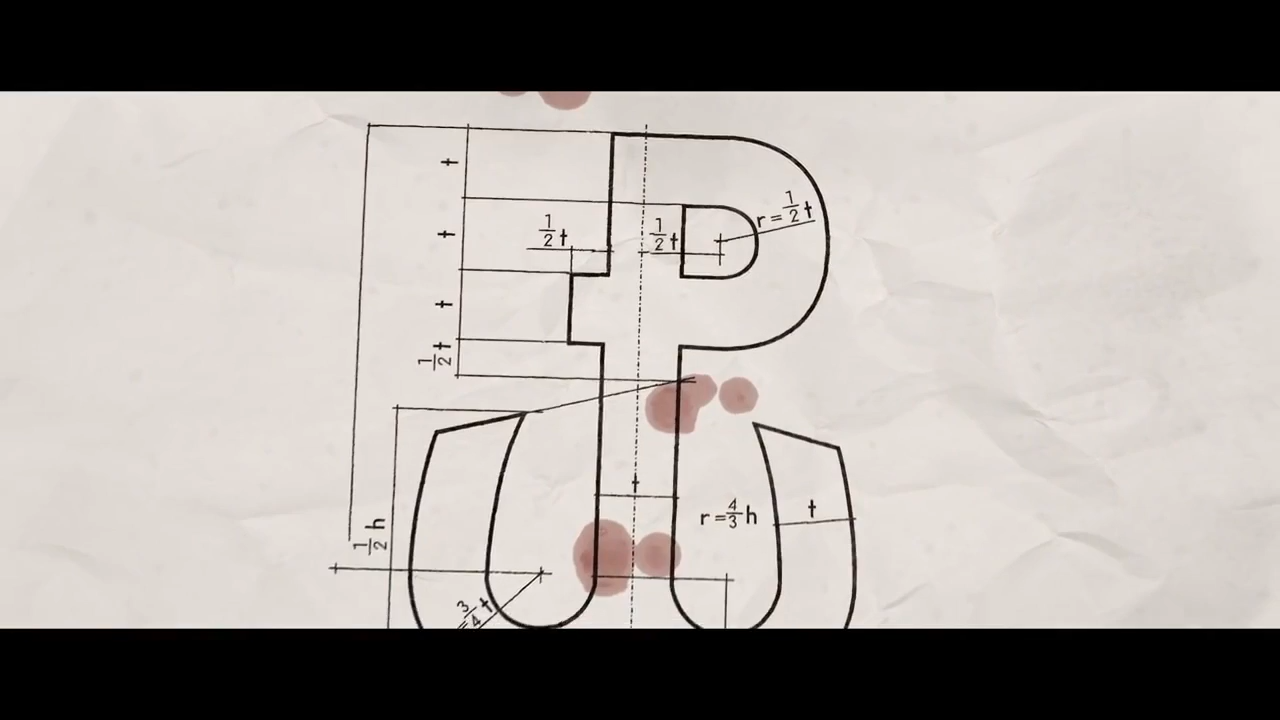 t
t
1/2 t
1/2 t
r = 1/2 t
t
1/2 t
t
r = 4/3 h
t
1/2 h
= 3/4 t